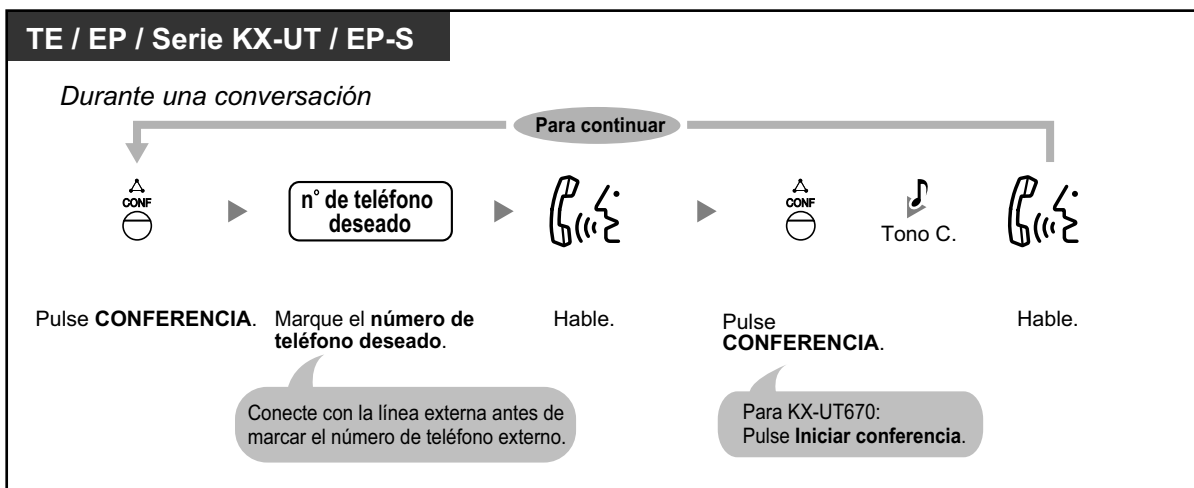 TE / EP / Serie KX-UT / EP-S
Durante una conversación
Para continuar
CONF
n° de teléfono
deseado
CONF
Tono C.
Pulse CONFERENCIA.
Marque el número de
teléfono deseado.
Hable.
Pulse
CONFERENCIA.
Hable.
Conecte con la línea externa antes de
marcar el número de teléfono externo.
Para KX-UT670:
Pulse Iniciar conferencia.